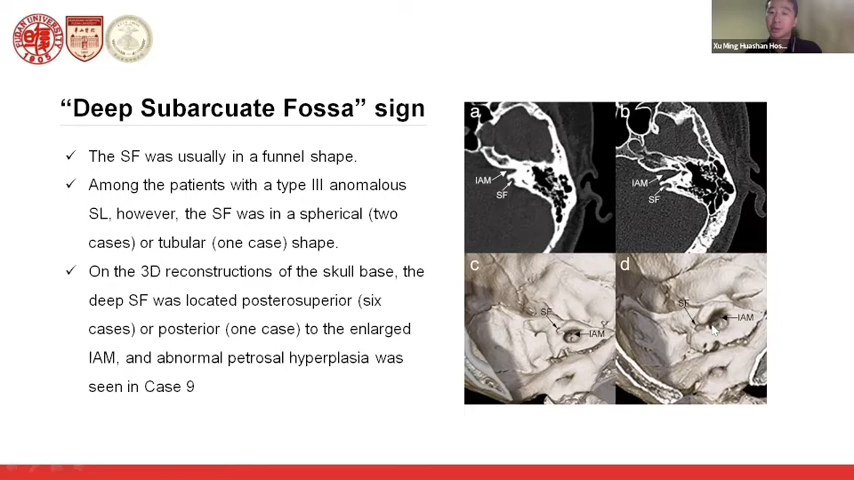 FUDAN UNIVERSITY
1905
Xu Ming Huashan Hos...
“Deep Subarcuate Fossa” sign
✓ The SF was usually in a funnel shape.
✓ Among the patients with a type III anomalous
SL, however, the SF was in a spherical (two
cases) or tubular (one case) shape.
✓ On the 3D reconstructions of the skull base, the
deep SF was located posterosuperior (six
cases) or posterior (one case) to the enlarged
IAM, and abnormal petrosal hyperplasia was
seen in Case 9
a
IAM
SF
b
IAM
SF
c
SF
IAM
d
SF
IAM